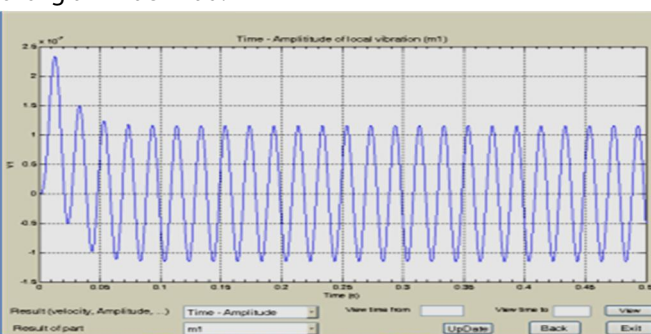 Time - Amplititude of local vibration (m1)
2.5
2
1.5
1
0.5
0
-0.5
-1
-1.5
Y1
0 0.05 0.1 0.15 0.2 0.25 0.3 0.35 0.4 0.45 0.5
Time (s)
Result (velocity, Amplitude, ...) Time - Amplitude View time from View time to View
Result of part m1 UpDate Back Exit